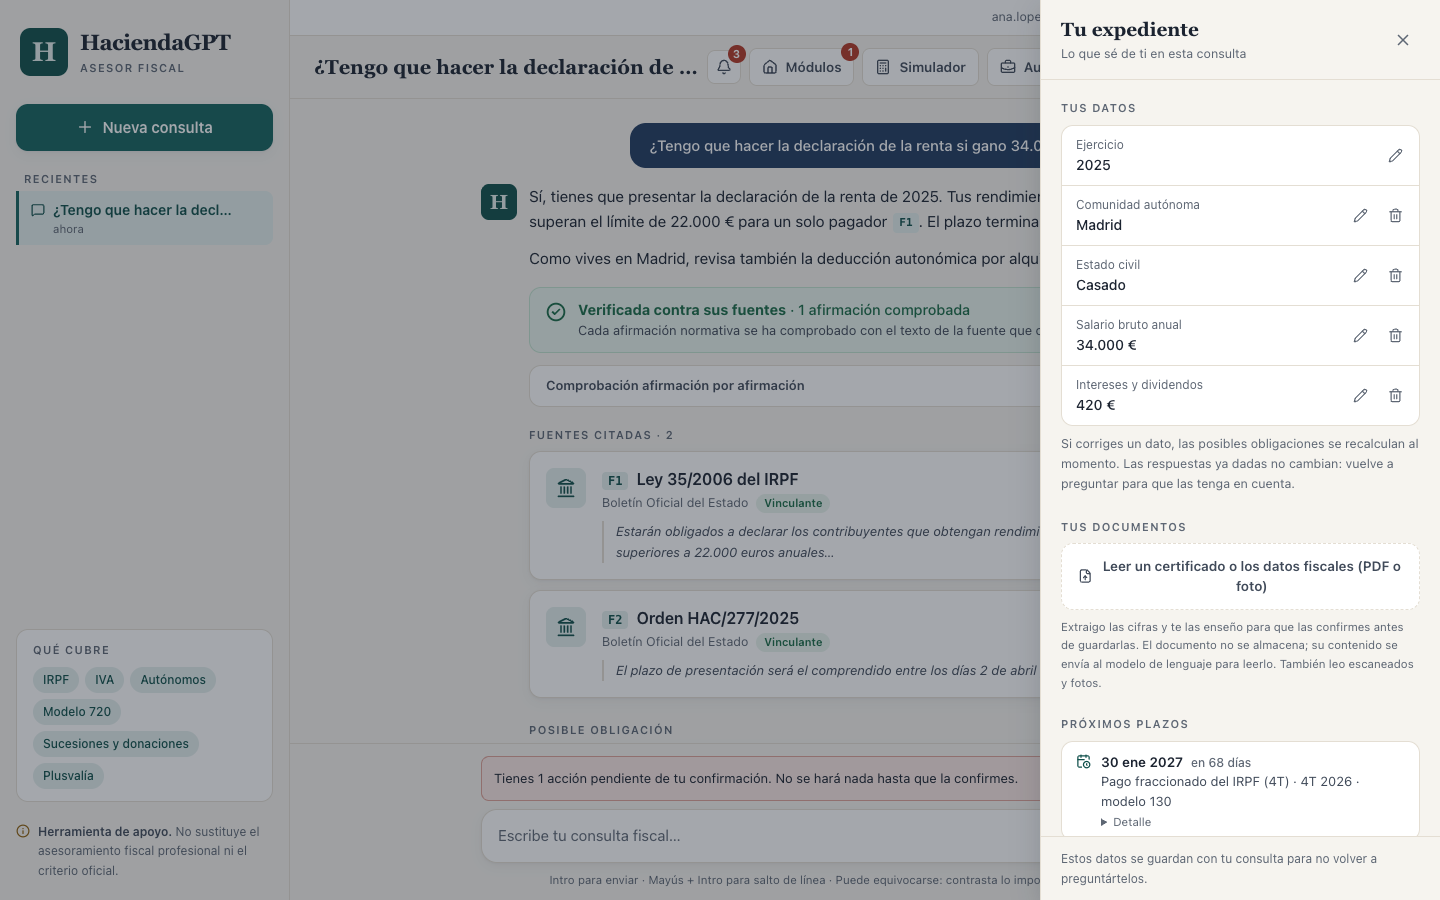 H
HaciendaGPT
ASESOR FISCAL
Nueva consulta
RECIENTES
¿Tengo que hacer la decl...
ahora
QUÉ CUBRE
IRPF IVA Autónomos
Modelo 720
Sucesiones y donaciones
Plusvalía
Herramienta de apoyo. No sustituye el
asesoramiento fiscal profesional ni el
criterio oficial.
¿Tengo que hacer la declaración de ...
3
Módulos
1
Simulador
¿Tengo que hacer la declaración de la renta si gano 34.0
H
Sí, tienes que presentar la declaración de la renta de 2025. Tus
superan el límite de 22.000 € para un solo pagador F1. El plazo
Como vives en Madrid, revisa también la deducción autonómica por
Verificada contra sus fuentes · 1 afirmación comprobada
Cada afirmación normativa se ha comprobado con el texto de la fuente que
Comprobación afirmación por afirmación
FUENTES CITADAS · 2
F1 Ley 35/2006 del IRPF
Boletín Oficial del Estado Vinculante
Estarán obligados a declarar los contribuyentes que obtengan
superiores a 22.000 euros anuales...
F2 Orden HAC/277/2025
Boletín Oficial del Estado Vinculante
El plazo de presentación será el comprendido entre los días 2 de abril
POSIBLE OBLIGACIÓN
Tienes 1 acción pendiente de tu confirmación. No se hará nada hasta que la confirmes.
Escribe tu consulta fiscal...
Intro para enviar · Mayús + Intro para salto de línea · Puede equivocarse: contrasta lo
Tu expediente
Lo que sé de ti en esta consulta
TUS DATOS
Ejercicio
2025
Comunidad autónoma
Madrid
Estado civil
Casado
Salario bruto anual
34.000 €
Intereses y dividendos
420 €
Si corriges un dato, las posibles obligaciones se recalculan al
momento. Las respuestas ya dadas no cambian: vuelve a
preguntar para que las tenga en cuenta.
TUS DOCUMENTOS
Leer un certificado o los datos fiscales (PDF o
foto)
Extraigo las cifras y te las enseño para que las confirmes antes
de guardarlas. El documento no se almacena; su contenido se
envía al modelo de lenguaje para leerlo. También leo escaneados
y fotos.
PRÓXIMOS PLAZOS
30 ene 2027 en 68 días
Pago fraccionado del IRPF (4T) · 4T 2026 ·
modelo 130
Detalle
Estos datos se guardan con tu consulta para no volver a
preguntártelos.